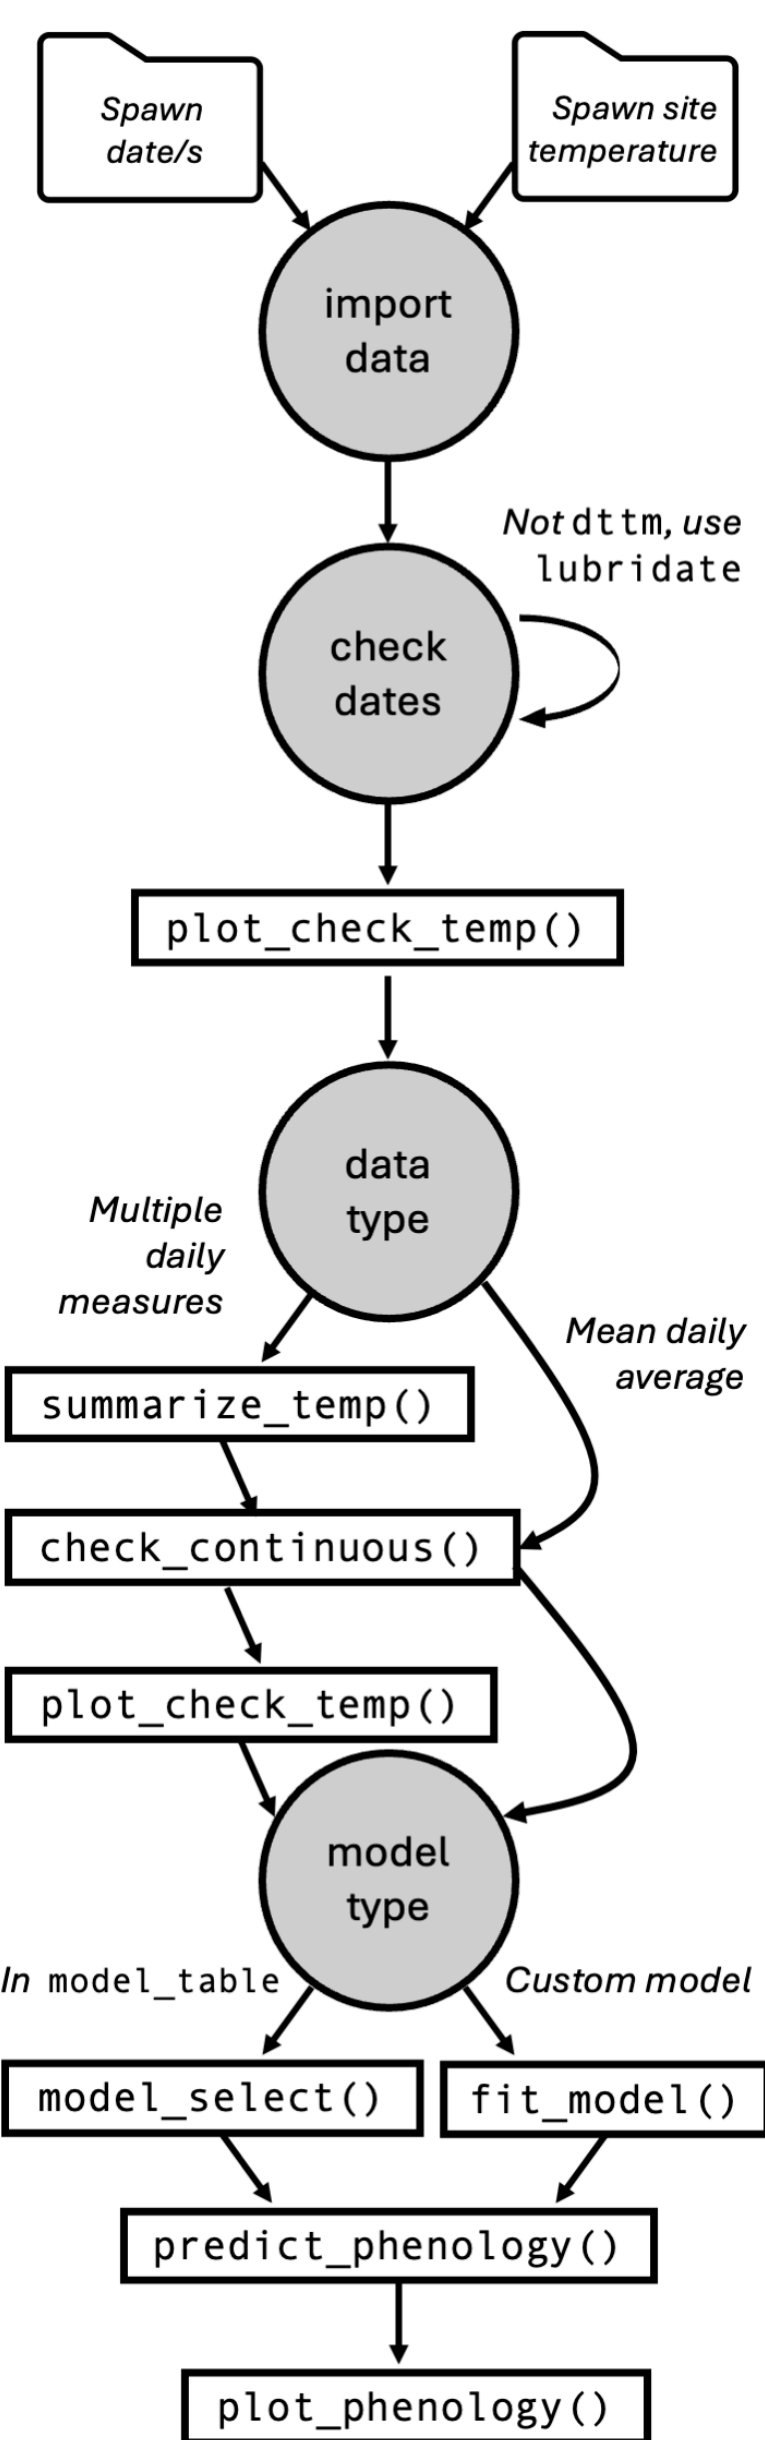 Spawn
date/s
Spawn site
temperature
import
data
Not dttm, use
lubridate
check
dates
plot_check_temp()
data
type
Multiple
daily
measures
Mean daily
average
summarize_temp()
check_continuous()
plot_check_temp()
model
type
In model_table
Custom model
model_select()
fit_model()
predict_phenology()
plot_phenology()